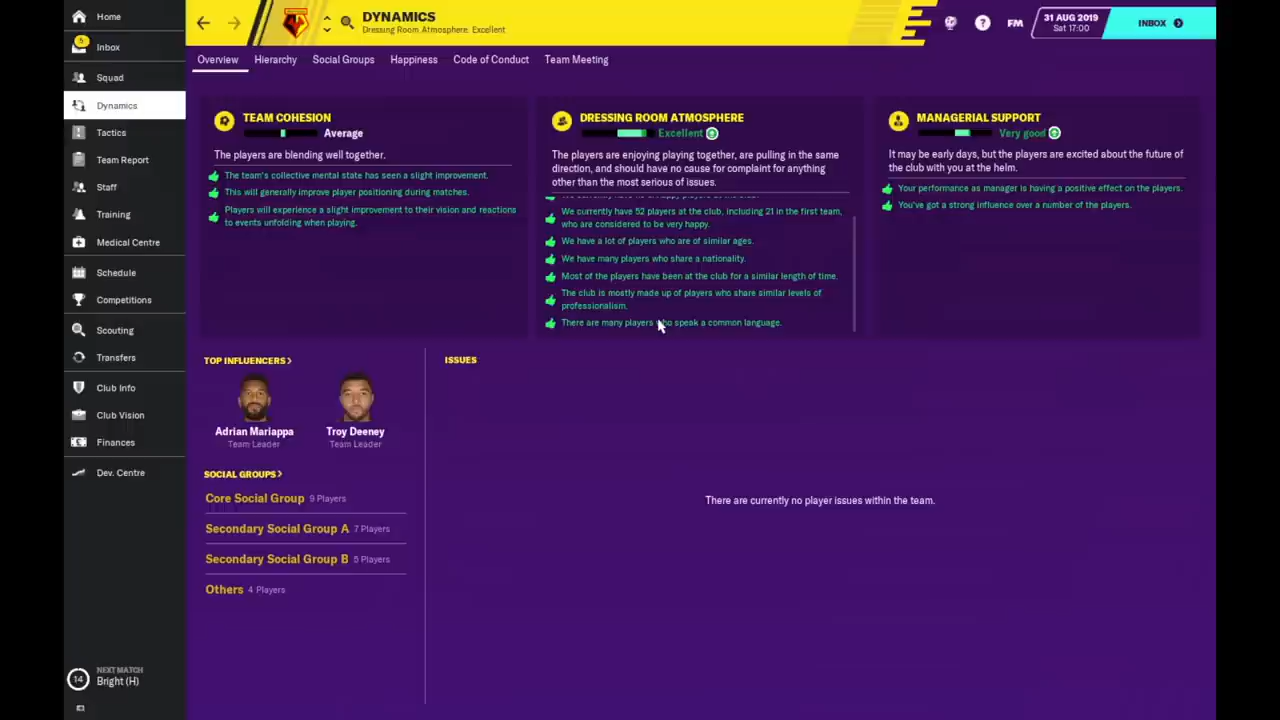 Home
5
Inbox
Squad
Dynamics
Tactics
Team Report
Staff
Training
Medical Centre
Schedule
Competitions
Scouting
Transfers
Club Info
Club Vision
Finances
Dev. Centre
14
NEXT MATCH
Bright (H)
DYNAMICS
Dressing Room Atmosphere: Excellent
?
FM
31 AUG 2019
Sat 17:00
INBOX
Overview
Hierarchy
Social Groups
Happiness
Code of Conduct
Team Meeting
TEAM COHESION
Average
The players are blending well together.
The team's collective mental state has seen a slight improvement.
This will generally improve player positioning during matches.
Players will experience a slight improvement to their vision and reactions
to events unfolding when playing.
DRESSING ROOM ATMOSPHERE
Excellent
The players are enjoying playing together, are pulling in the same
direction, and should have no cause for complaint for anything
other than the most serious of issues.
We currently have 52 players at the club, including 21 in the first team,
who are considered to be very happy.
We have a lot of players who are of similar ages.
We have many players who share a nationality.
Most of the players have been at the club for a similar length of time.
The club is mostly made up of players who share similar levels of
professionalism.
There are many players who speak a common language.
MANAGERIAL SUPPORT
Very good
It may be early days, but the players are excited about the future of
the club with you at the helm.
Your performance as manager is having a positive effect on the players.
You've got a strong influence over a number of the players.
TOP INFLUENCERS >
Adrian Mariappa
Team Leader
Troy Deeney
Team Leader
SOCIAL GROUPS >
Core Social Group 9 Players
Secondary Social Group A 7 Players
Secondary Social Group B 5 Players
Others 4 Players
ISSUES
There are currently no player issues within the team.